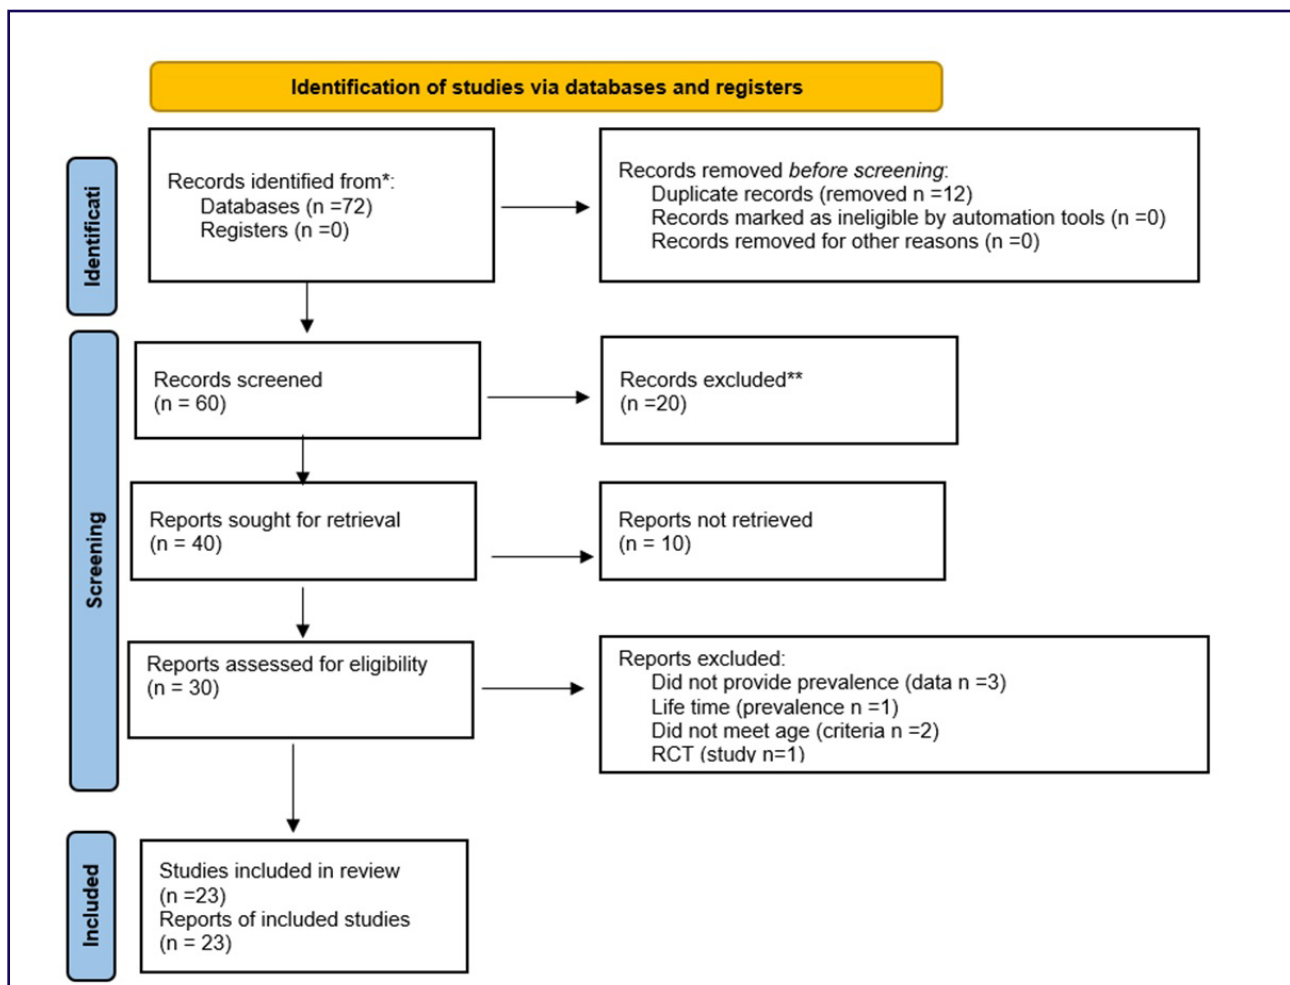 Identification of studies via databases and registers
Identificati
Records identified from*:
Databases (n =72)
Registers (n =0)
Records removed before screening:
Duplicate records (removed n =12)
Records marked as ineligible by automation tools (n =0)
Records removed for other reasons (n =0)
Screening
Records screened
(n = 60)
Records excluded**
(n =20)
Reports sought for retrieval
(n = 40)
Reports not retrieved
(n = 10)
Reports assessed for eligibility
(n = 30)
Reports excluded:
Did not provide prevalence (data n =3)
Life time (prevalence n =1)
Did not meet age (criteria n =2)
RCT (study n=1)
Included
Studies included in review
(n =23)
Reports of included studies
(n = 23)